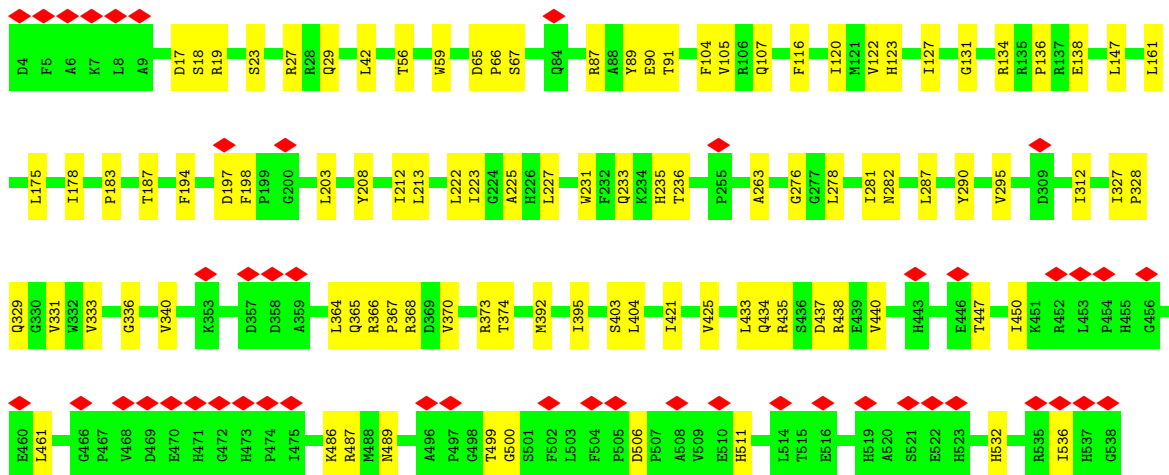 D4 F5 A6 K7 L8 A9 D17 S18 R19 S23 R27 R28 Q29 L42 T56 W59 D65 P66 S67 Q84 R87 A88 Y89 E90 T91 F104 V105 R106 Q107 F116 I120 M121 V122 H123 I127 G131 R134 R135 P136 R137 E138 L147 L161
L175 I178 P183 T187 F194 D197 F198 P199 G200 L203 Y208 I212 L213 L222 I223 G224 A225 H226 L227 W231 F232 Q233 K234 H235 T236 P255 A263 G276 G277 L278 I281 N282 L287 Y290 V295 D309 I312 I327 P328
Q329 G330 V331 W332 V333 G336 V340 K353 D357 D358 A359 L364 Q365 R366 P367 R368 D369 V370 R373 T374 M392 I395 S403 L404 I421 V425 L433 Q434 R435 S436 D437 R438 E439 V440 H443 E446 T447 I450 K451 R452 L453 P454 H455 G456
E460 L461 G466 P467 V468 D469 E470 H471 G472 H473 P474 I475 K486 R487 M488 N489 A496 P497 G498 T499 G500 S501 F502 L503 F504 P505 D506 P507 A508 V509 E510 H511 L514 T515 E516 H519 A520 S521 E522 H523 H532 R535 I536 H537 G538